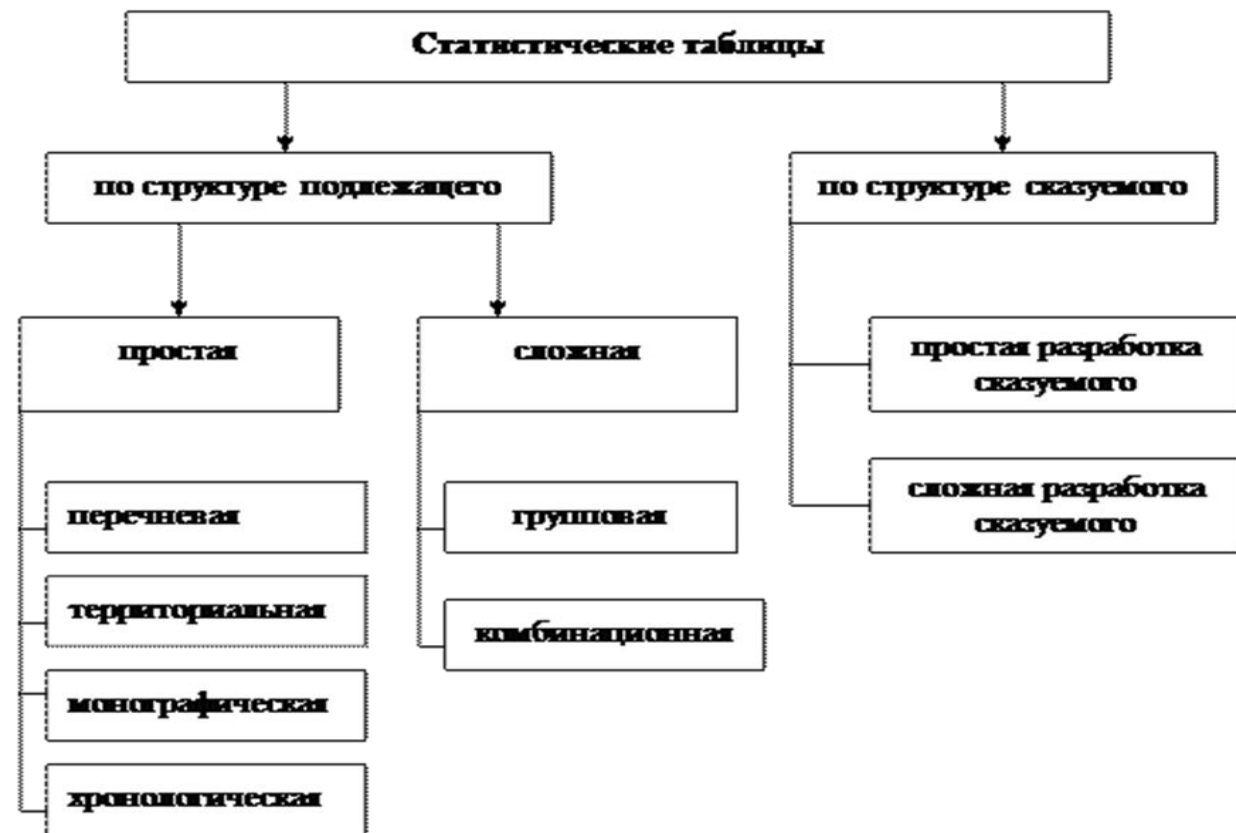 Статистические таблицы
по структуре подлежащего
по структуре сказуемого
простая
сложная
простая разработка
сказуемого
перечневая
групповая
сложная разработка
сказуемого
территориальная
комбинационная
монографическая
хронологическая